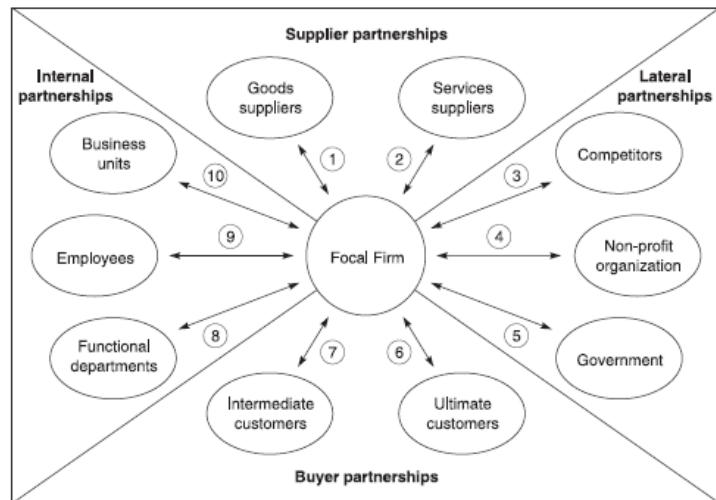 Supplier partnerships
Internal
partnerships
Lateral
partnerships
Goods
suppliers
Services
suppliers
Business
units
Competitors
1
2
10
3
Employees
9
Focal Firm
4
Non-profit
organization
Functional
departments
8
7
6
5
Government
Intermediate
customers
Ultimate
customers
Buyer partnerships